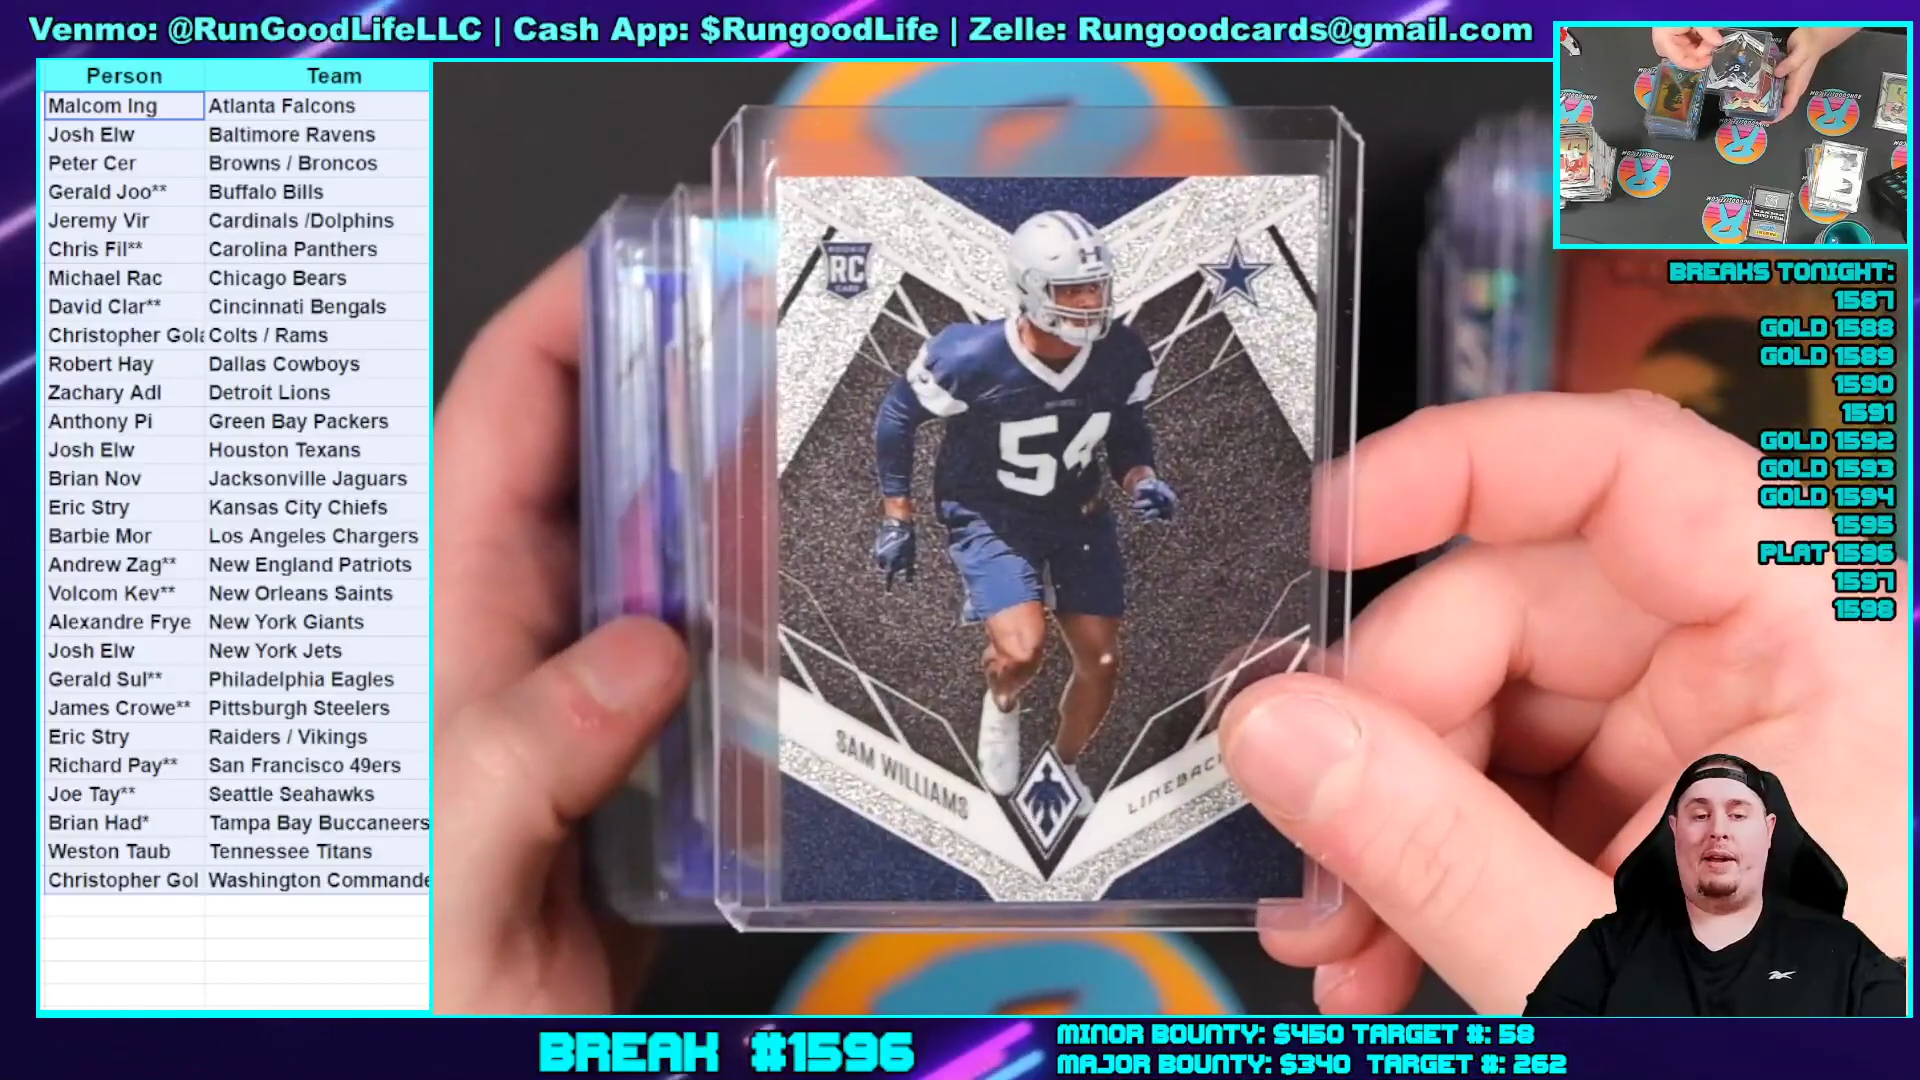 Venmo: @RunGoodLifeLLC | Cash App: $RungoodLife | Zelle: Rungoodcards@gmail.com
Person Team
Malcom Ing Atlanta Falcons
Josh Elw Baltimore Ravens
Peter Cer Browns / Broncos
Gerald Joo** Buffalo Bills
Jeremy Vir Cardinals /Dolphins
Chris Fil** Carolina Panthers
Michael Rac Chicago Bears
David Clar** Cincinnati Bengals
Christopher Gola Colts / Rams
Robert Hay Dallas Cowboys
Zachary Adl Detroit Lions
Anthony Pi Green Bay Packers
Josh Elw Houston Texans
Brian Nov Jacksonville Jaguars
Eric Stry Kansas City Chiefs
Barbie Mor Los Angeles Chargers
Andrew Zag** New England Patriots
Volcom Kev** New Orleans Saints
Alexandre Frye New York Giants
Josh Elw New York Jets
Gerald Sul** Philadelphia Eagles
James Crowe** Pittsburgh Steelers
Eric Stry Raiders / Vikings
Richard Pay** San Francisco 49ers
Joe Tay** Seattle Seahawks
Brian Had* Tampa Bay Buccaneers
Weston Taub Tennessee Titans
Christopher Gol Washington Commande
ROOKIE
RC
CARD
54
SAM WILLIAMS
LINEBAC
BREAKS TONIGHT:
1587
GOLD 1588
GOLD 1589
1590
1591
GOLD 1592
GOLD 1593
GOLD 1594
1595
PLAT 1596
1597
1598
BREAK #1596
MINOR BOUNTY: $450 TARGET #: 58
MAJOR BOUNTY: $340 TARGET #: 262